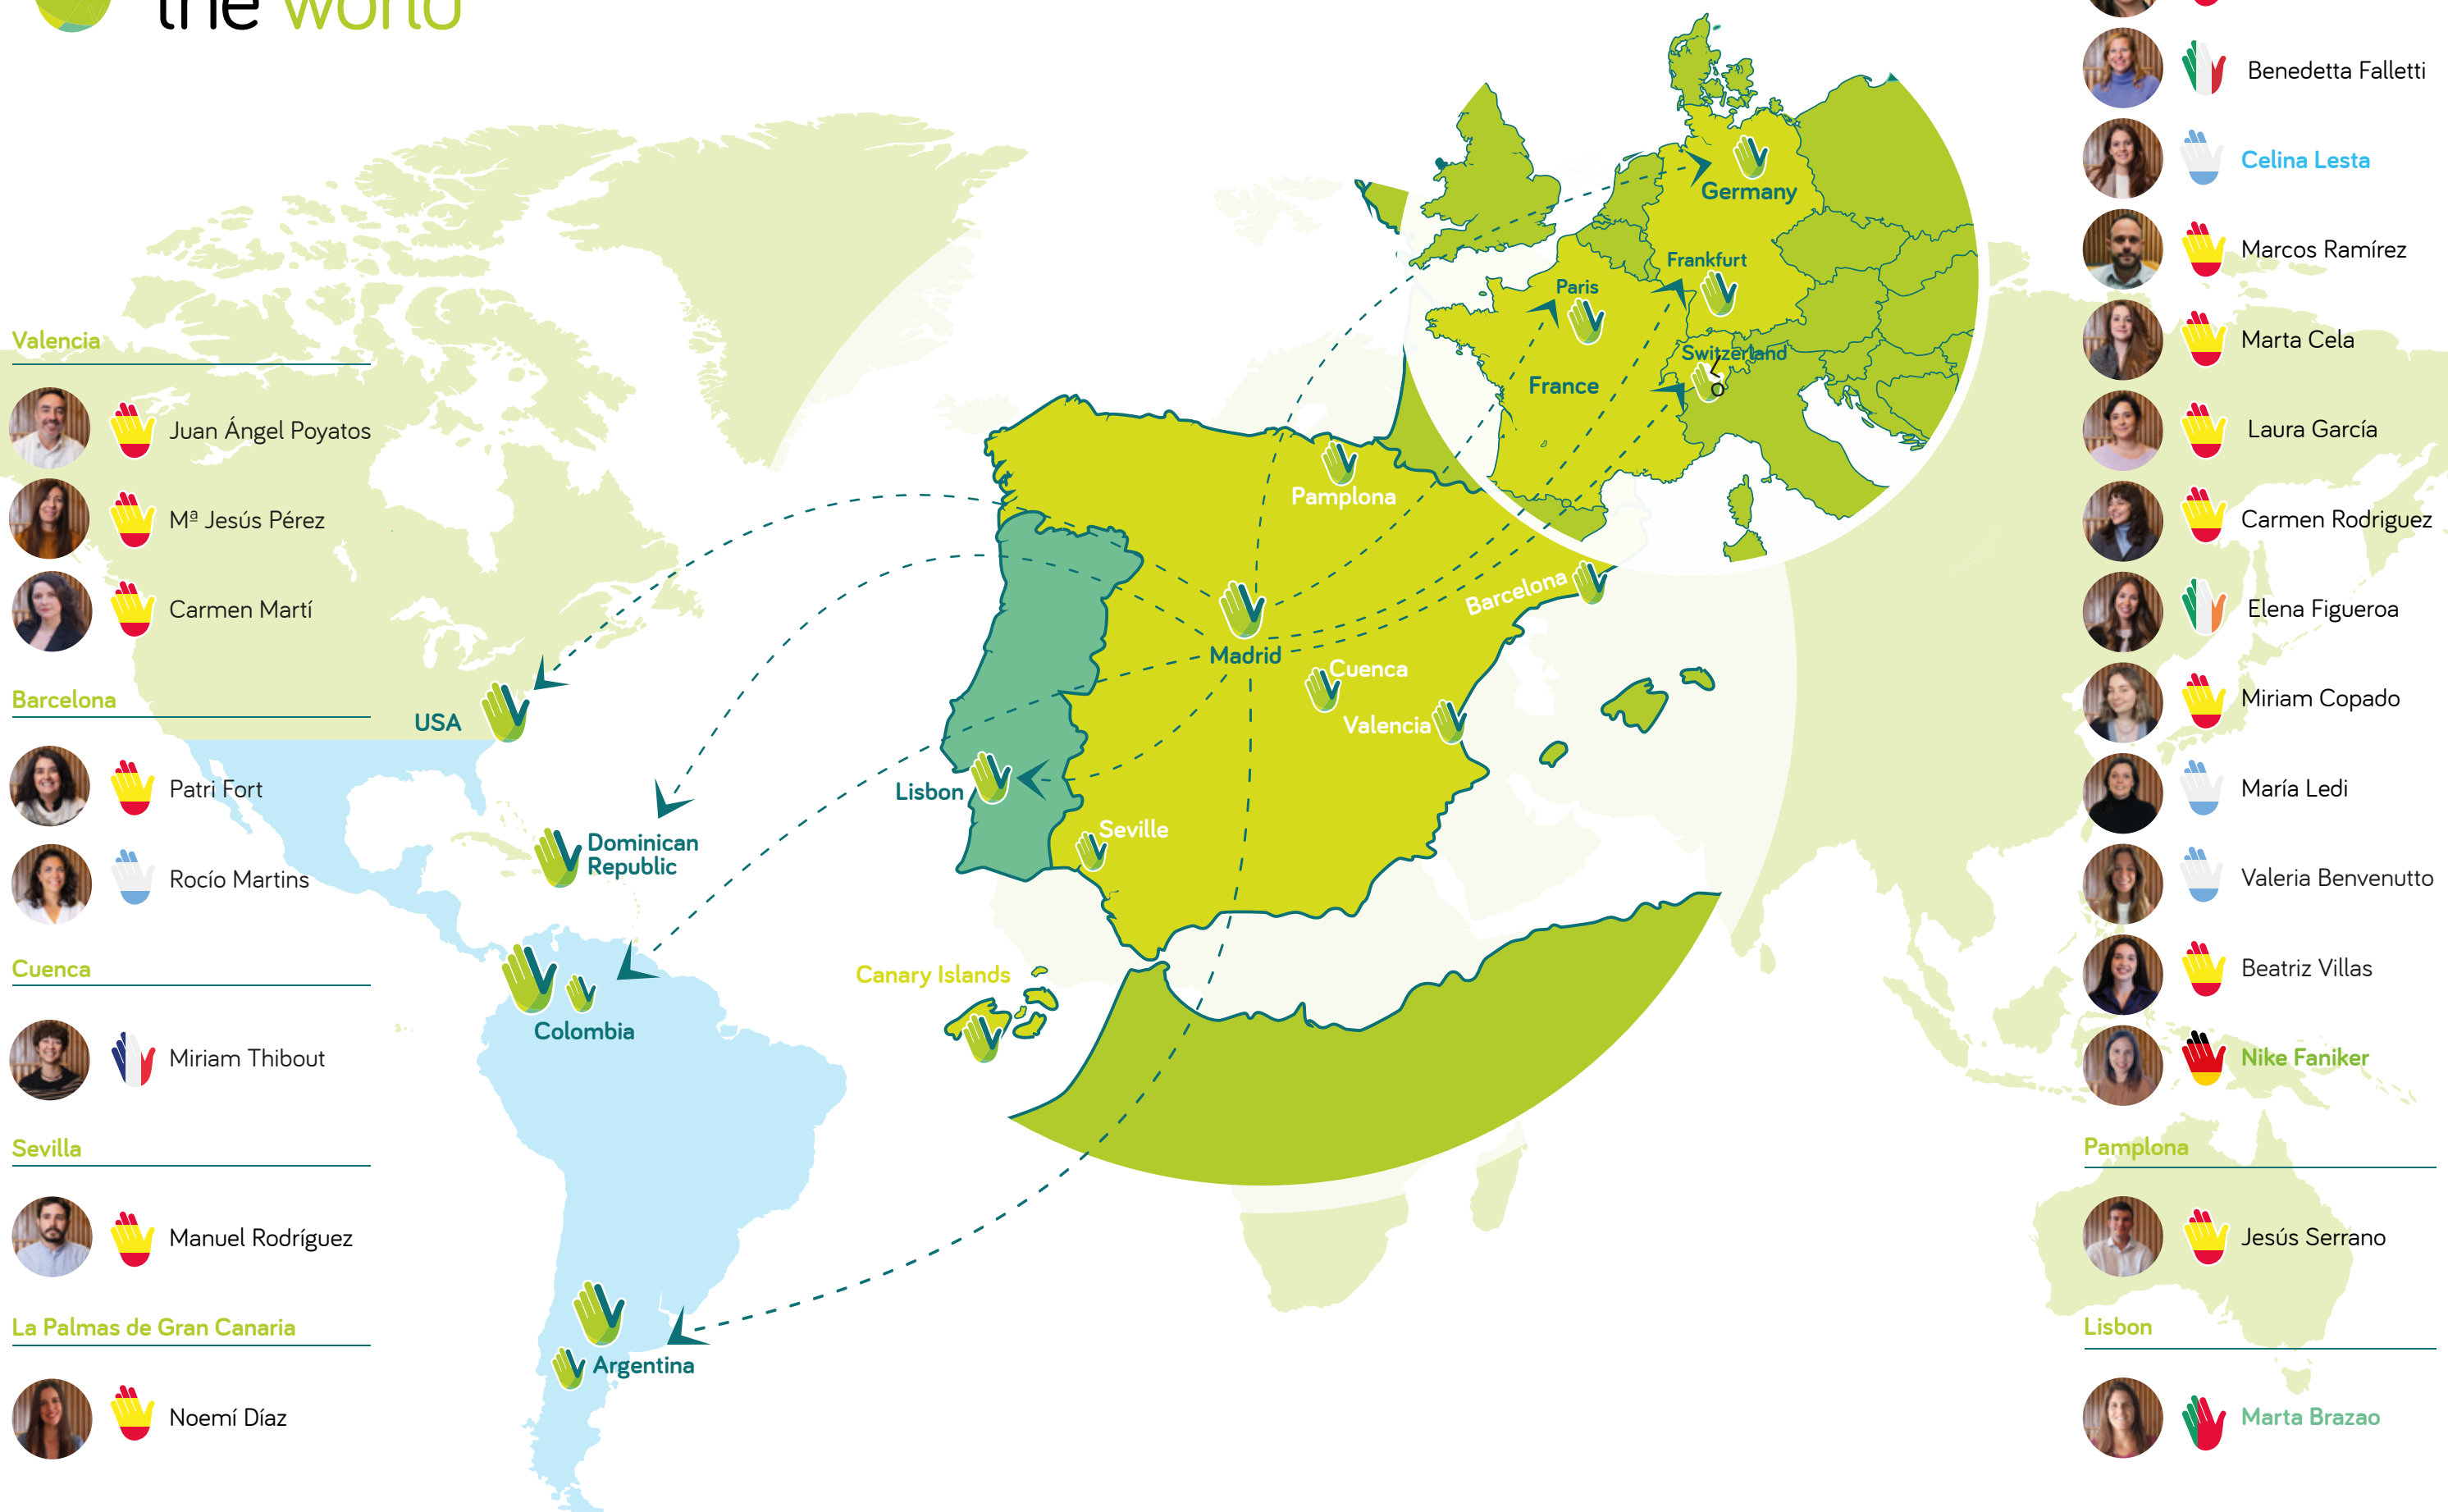 the world
Valencia
Juan Ángel Poyatos
Mª Jesús Pérez
Carmen Martí
Barcelona
Patri Fort
Rocío Martins
Cuenca
Miriam Thibout
Sevilla
Manuel Rodríguez
La Palmas de Gran Canaria
Noemí Díaz
USA
Dominican
Republic
Colombia
Argentina
Canary Islands
Lisbon
Seville
Madrid
Cuenca
Valencia
Barcelona
Pamplona
Germany
Frankfurt
Paris
Switzerland
France
Benedetta Falletti
Celina Lesta
Marcos Ramírez
Marta Cela
Laura García
Carmen Rodriguez
Elena Figueroa
Miriam Copado
María Ledi
Valeria Benvenutto
Beatriz Villas
Nike Faniker
Pamplona
Jesús Serrano
Lisbon
Marta Brazao